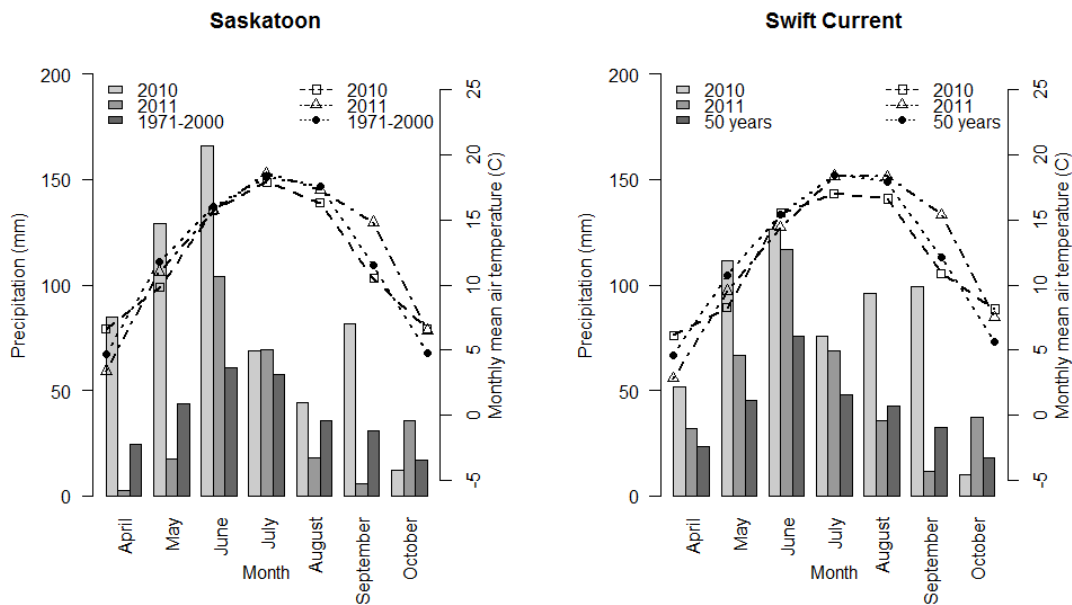 Saskatoon
200
150
100
50
0
Precipitation (mm)
2010
2011
1971-2000
2010
2011
1971-2000
25
20
15
10
5
0
-5
Monthly mean air temperature (C)
April
May
June
July
August
September
October
Month
Swift Current
200
150
100
50
0
Precipitation (mm)
2010
2011
50 years
2010
2011
50 years
25
20
15
10
5
0
-5
Monthly mean air temperature (C)
April
May
June
July
August
September
October
Month